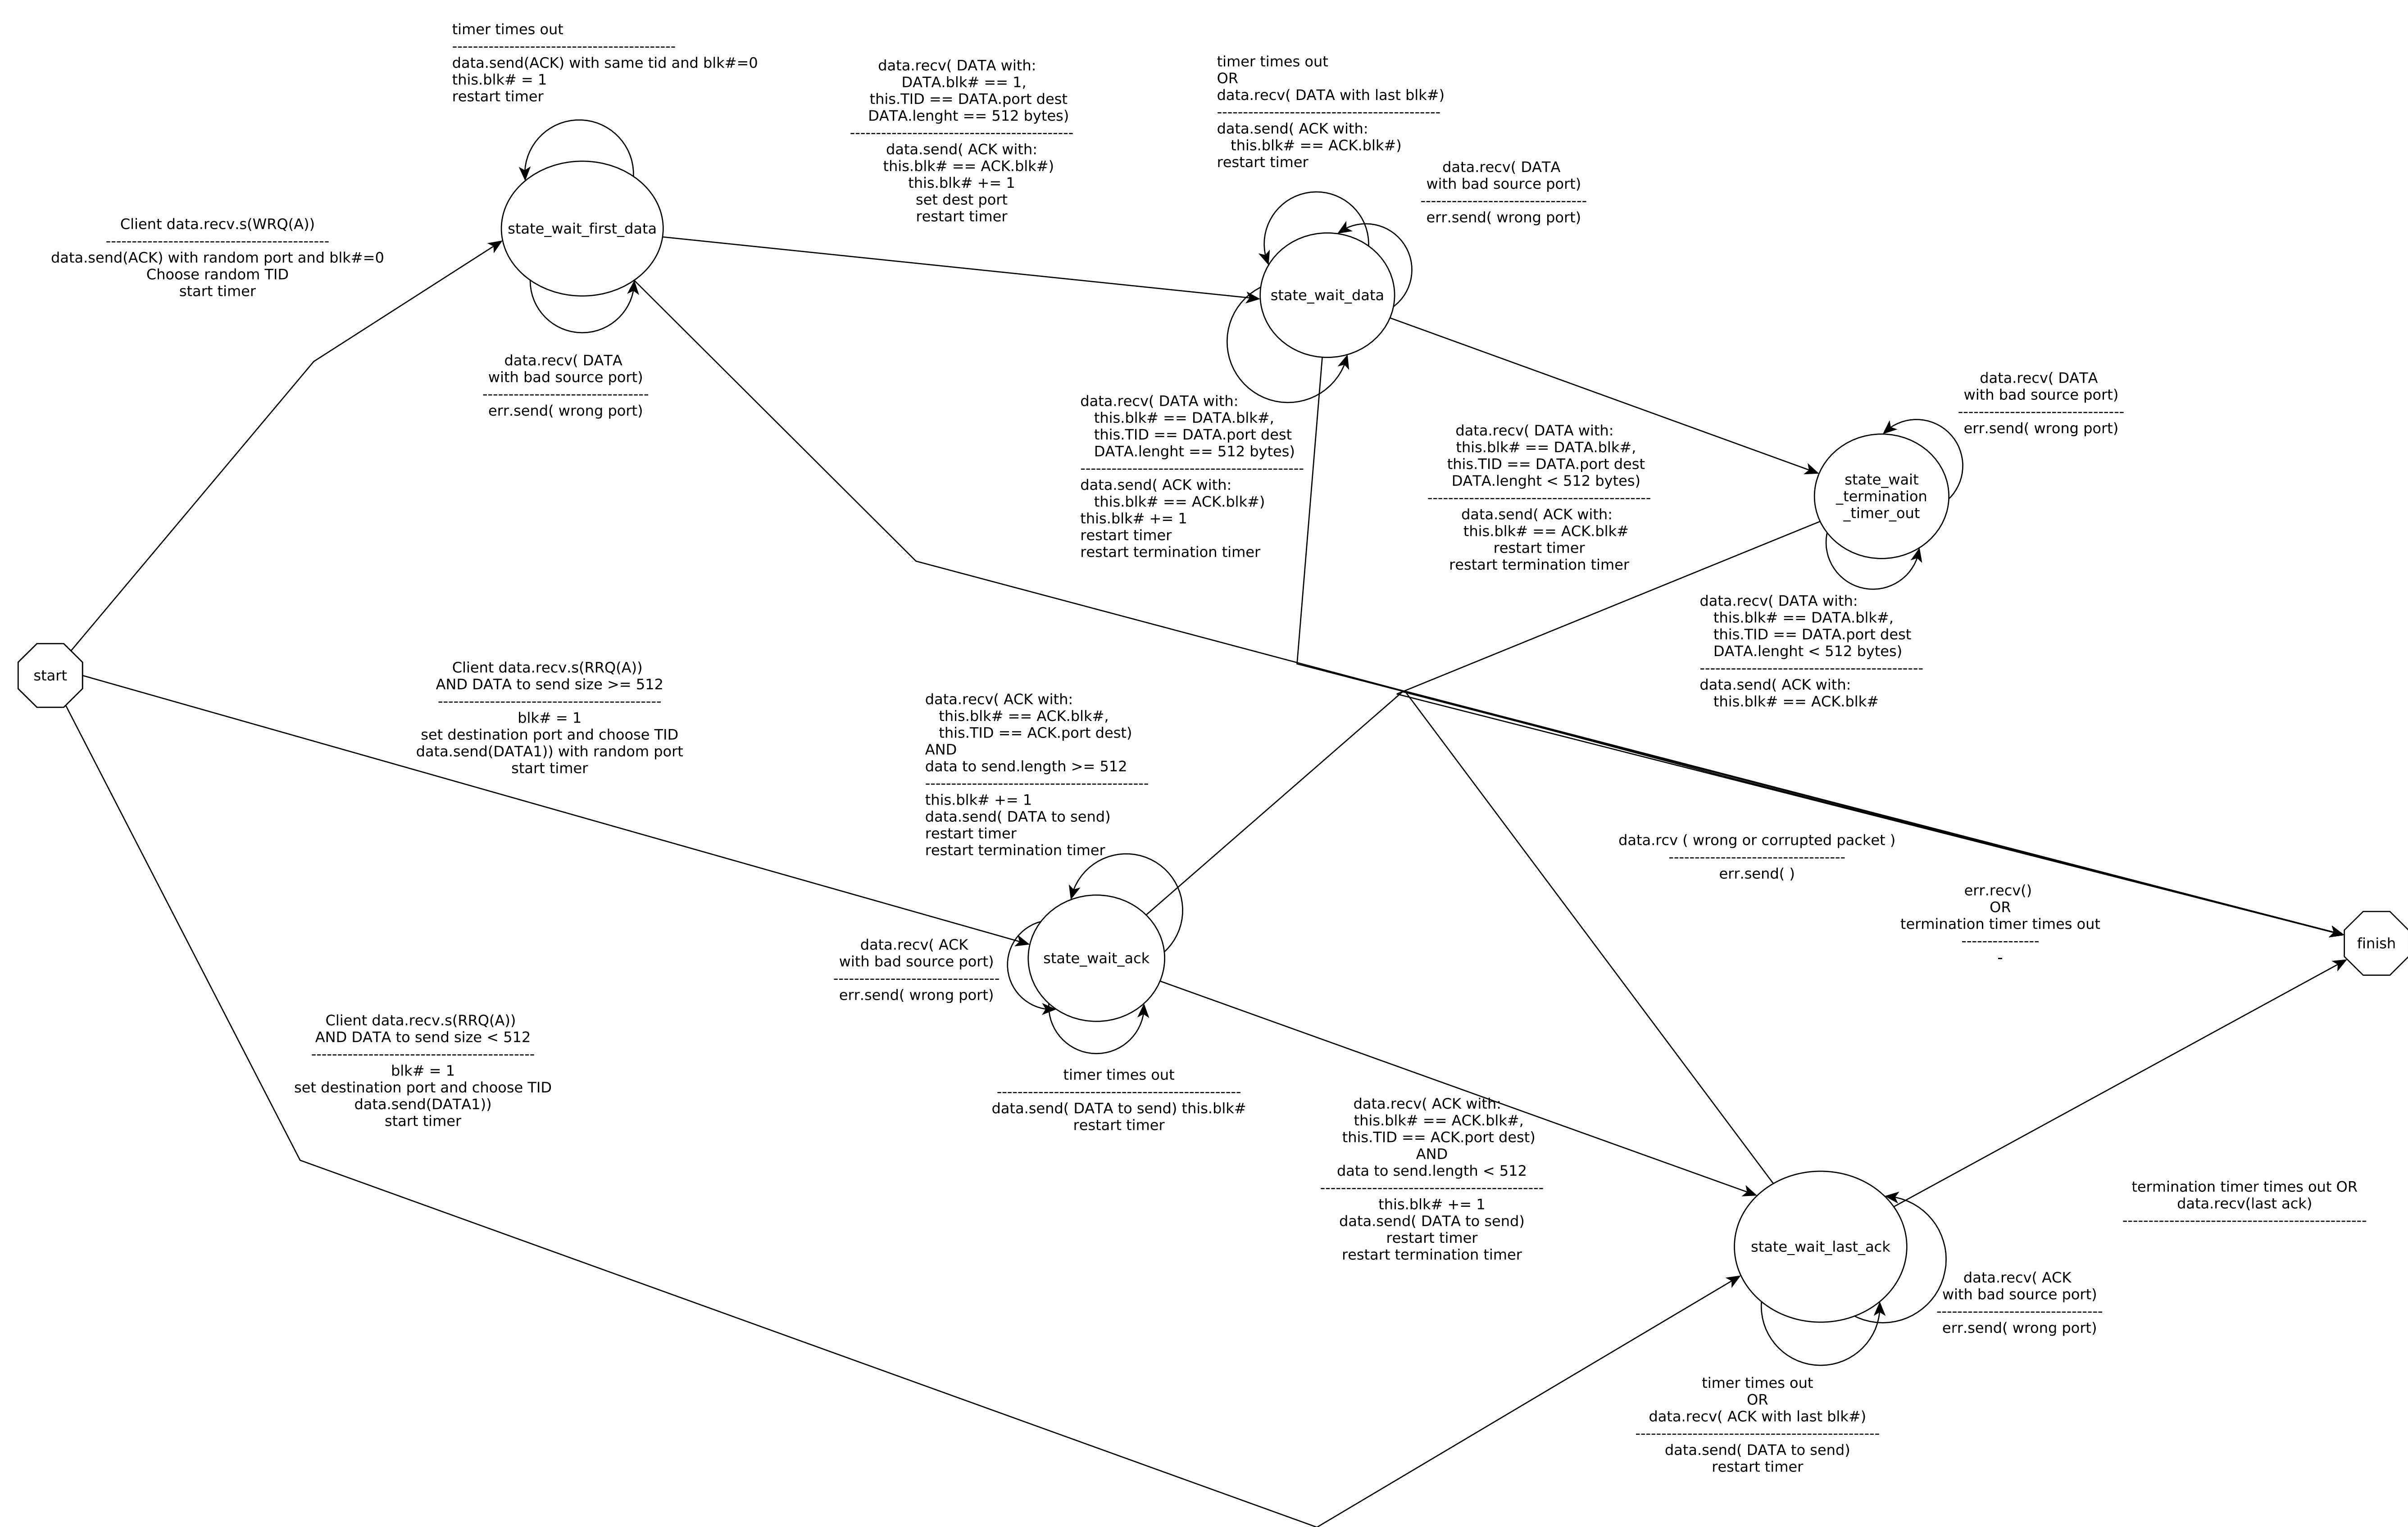 timer times out
-------------------------------------------
data.send(ACK) with same tid and blk#=0
this.blk# = 1
restart timer
data.recv( DATA with:
DATA.blk# == 1,
this.TID == DATA.port dest
DATA.lenght == 512 bytes)
-------------------------------------------
data.send( ACK with:
this.blk# == ACK.blk#)
this.blk# += 1
set dest port
restart timer
timer times out
OR
data.recv( DATA with last blk#)
-------------------------------------------
data.send( ACK with:
this.blk# == ACK.blk#)
restart timer
data.recv( DATA
with bad source port)
--------------------------------
err.send( wrong port)
Client data.recv.s(WRQ(A))
-------------------------------------------
data.send(ACK) with random port and blk#=0
Choose random TID
start timer
state_wait_first_data
state_wait_data
data.recv( DATA
with bad source port)
--------------------------------
err.send( wrong port)
data.recv( DATA with:
this.blk# == DATA.blk#,
this.TID == DATA.port dest
DATA.lenght == 512 bytes)
-------------------------------------------
data.send( ACK with:
this.blk# == ACK.blk#)
this.blk# += 1
restart timer
restart termination timer
data.recv( DATA with:
this.blk# == DATA.blk#,
this.TID == DATA.port dest
DATA.lenght < 512 bytes)
-------------------------------------------
data.send( ACK with:
this.blk# == ACK.blk#
restart timer
restart termination timer
data.recv( DATA
with bad source port)
--------------------------------
err.send( wrong port)
state_wait
_termination
_timer_out
data.recv( DATA with:
this.blk# == DATA.blk#,
this.TID == DATA.port dest
DATA.lenght < 512 bytes)
-------------------------------------------
data.send( ACK with:
this.blk# == ACK.blk#
start
Client data.recv.s(RRQ(A))
AND DATA to send size >= 512
-------------------------------------------
blk# = 1
set destination port and choose TID
data.send(DATA1)) with random port
start timer
data.recv( ACK with:
this.blk# == ACK.blk#,
this.TID == ACK.port dest)
AND
data to send.length >= 512
-------------------------------------------
this.blk# += 1
data.send( DATA to send)
restart timer
restart termination timer
data.rcv ( wrong or corrupted packet )
----------------------------------
err.send( )
err.recv()
OR
termination timer times out
---------------
-
finish
data.recv( ACK
with bad source port)
--------------------------------
err.send( wrong port)
state_wait_ack
Client data.recv.s(RRQ(A))
AND DATA to send size < 512
-------------------------------------------
blk# = 1
set destination port and choose TID
data.send(DATA1))
start timer
timer times out
-----------------------------------------------
data.send( DATA to send) this.blk#
restart timer
data.recv( ACK with:
this.blk# == ACK.blk#,
this.TID == ACK.port dest)
AND
data to send.length < 512
-------------------------------------------
this.blk# += 1
data.send( DATA to send)
restart timer
restart termination timer
termination timer times out OR
data.recv(last ack)
-----------------------------------------------
state_wait_last_ack
data.recv( ACK
with bad source port)
--------------------------------
err.send( wrong port)
timer times out
OR
data.recv( ACK with last blk#)
-----------------------------------------------
data.send( DATA to send)
restart timer